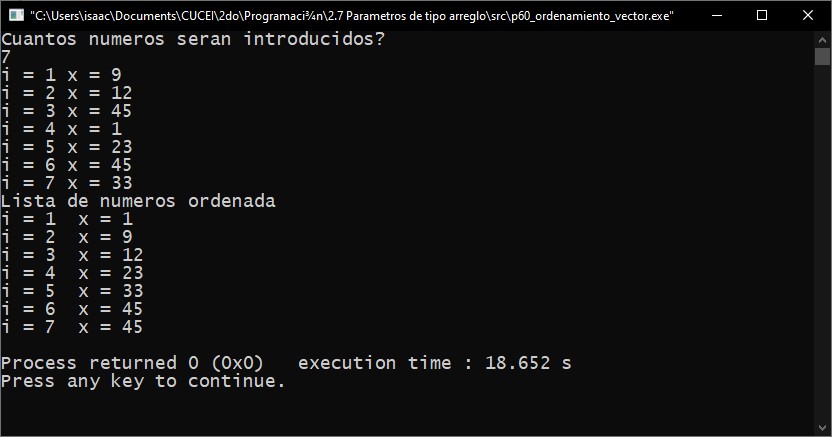 "C:\Users\isaac\Documents\CUCEI\2do\Programaci¾n\2.7 Parametros de tipo arreglo\src\p60_ordenamiento_vector.exe"
Cuantos numeros seran introducidos?
7
i = 1 x = 9
i = 2 x = 12
i = 3 x = 45
i = 4 x = 1
i = 5 x = 23
i = 6 x = 45
i = 7 x = 33
Lista de numeros ordenada
i = 1  x = 1
i = 2  x = 9
i = 3  x = 12
i = 4  x = 23
i = 5  x = 33
i = 6  x = 45
i = 7  x = 45
Process returned 0 (0x0)   execution time : 18.652 s
Press any key to continue.